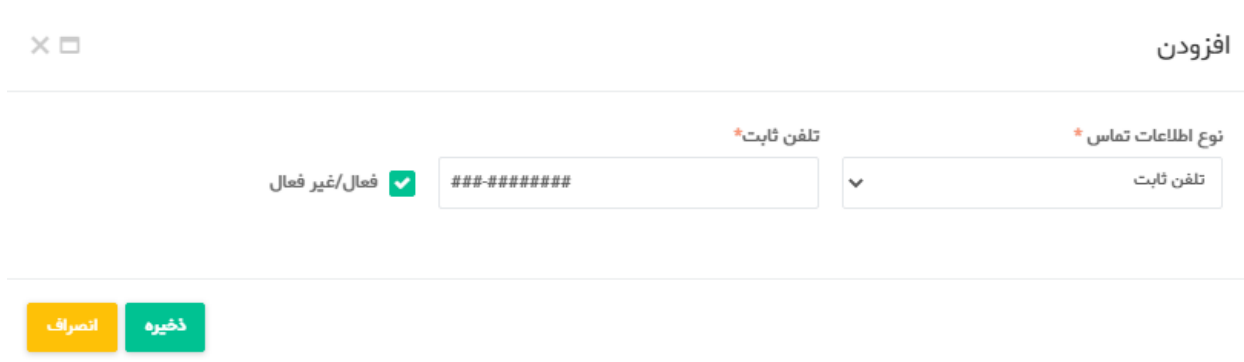 افزودن
نوع اطلاعات تماس *
تلفن ثابت*
تلفن ثابت
###-########
فعال/غیر فعال
ذخیره
انصراف